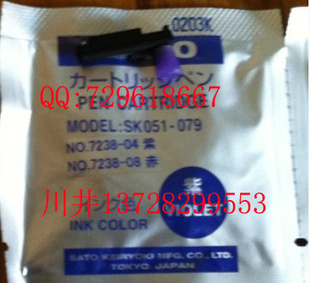 0203K
カートリッジペン
QQ:729618667
PEN CARTRIDGE
MODEL:SK051-079
NO.7238-04 紫
NO.7238-08 赤
紫
川井13728299553
VIOLET
INK COLOR
SATO KEIRYOKI MFG. CO., LTD.
TOKYO JAPAN